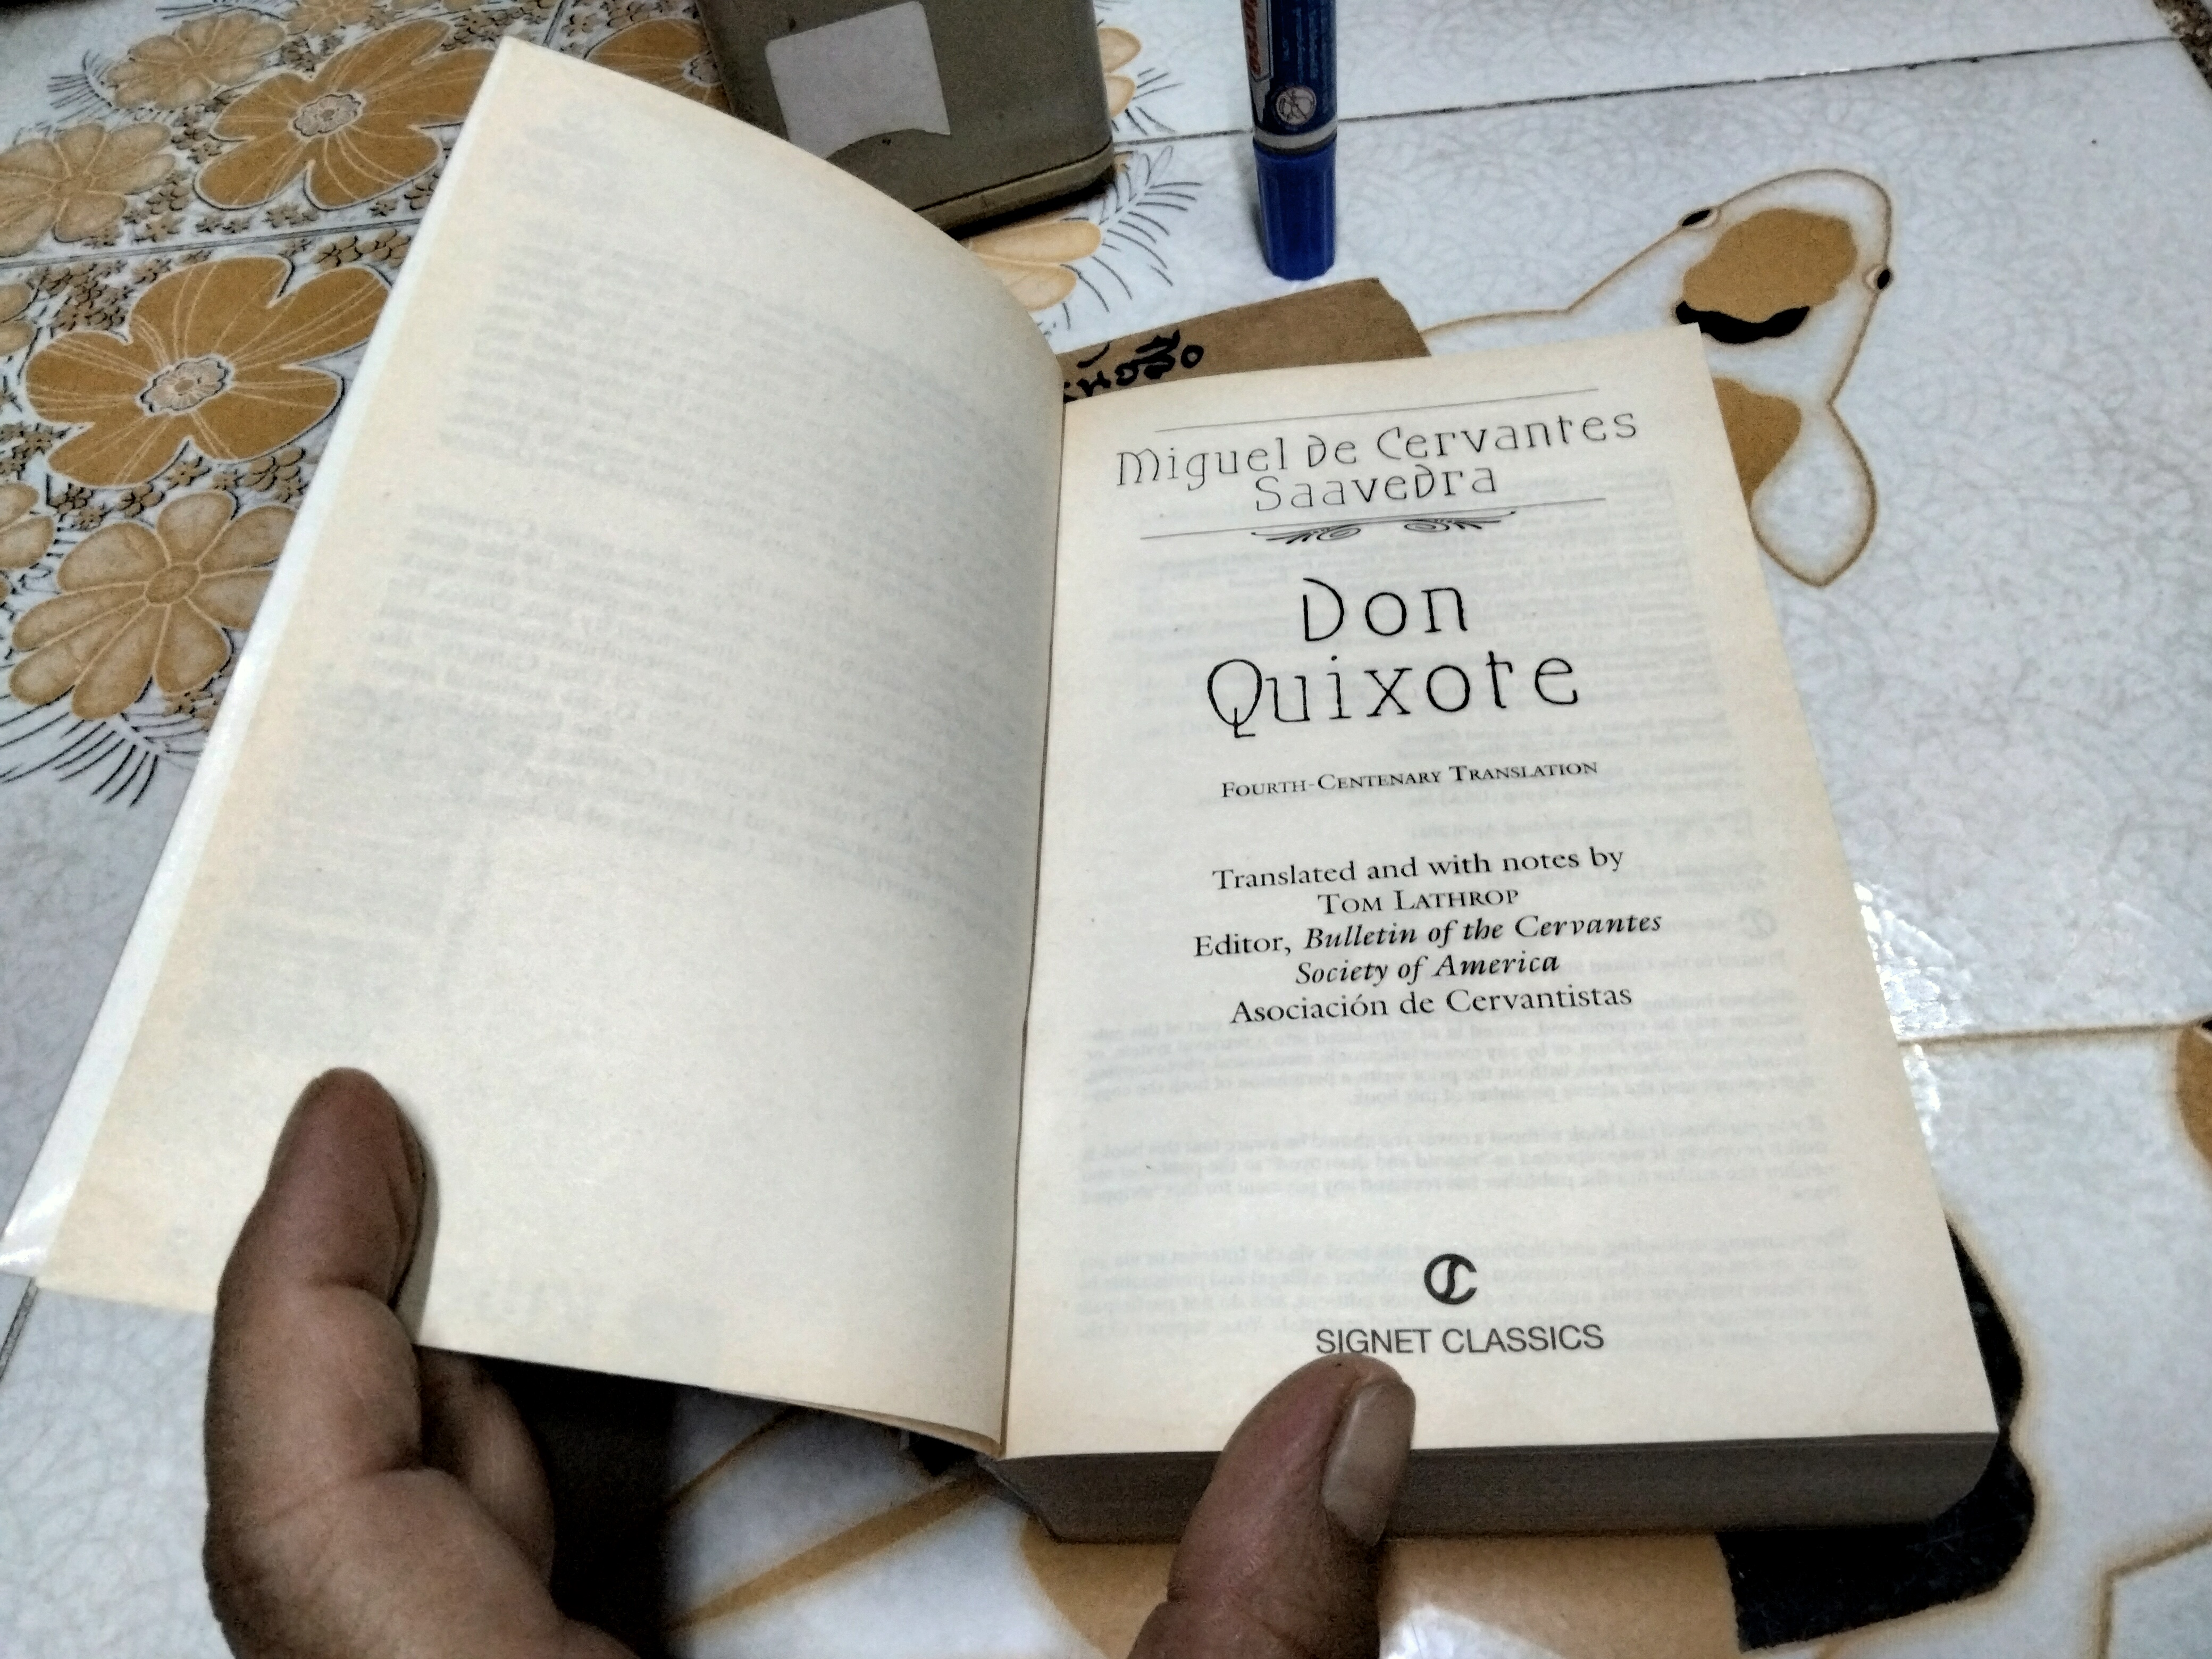 Miguel de Cervantes
Saavedra
Don
Quixote
Fourth-Centenary Translation
Translated and with notes by
Tom Lathrop
Editor, Bulletin of the Cervantes
Society of America
Asociación de Cervantistas
SIGNET CLASSICS